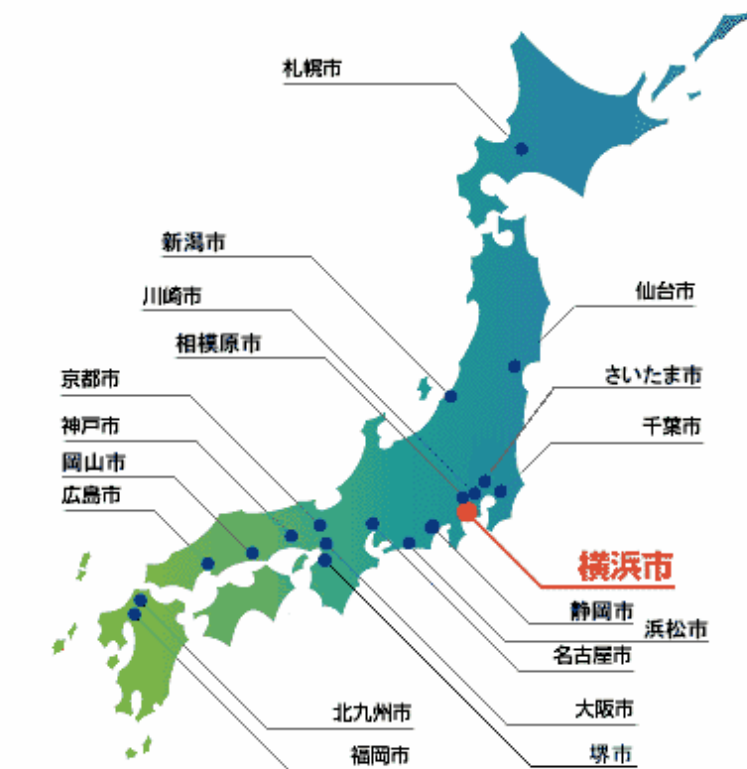 札幌市
新潟市
川崎市
仙台市
相模原市
京都市
さいたま市
神戸市
千葉市
岡山市
広島市
横浜市
静岡市
浜松市
名古屋市
北九州市
大阪市
福岡市
堺市